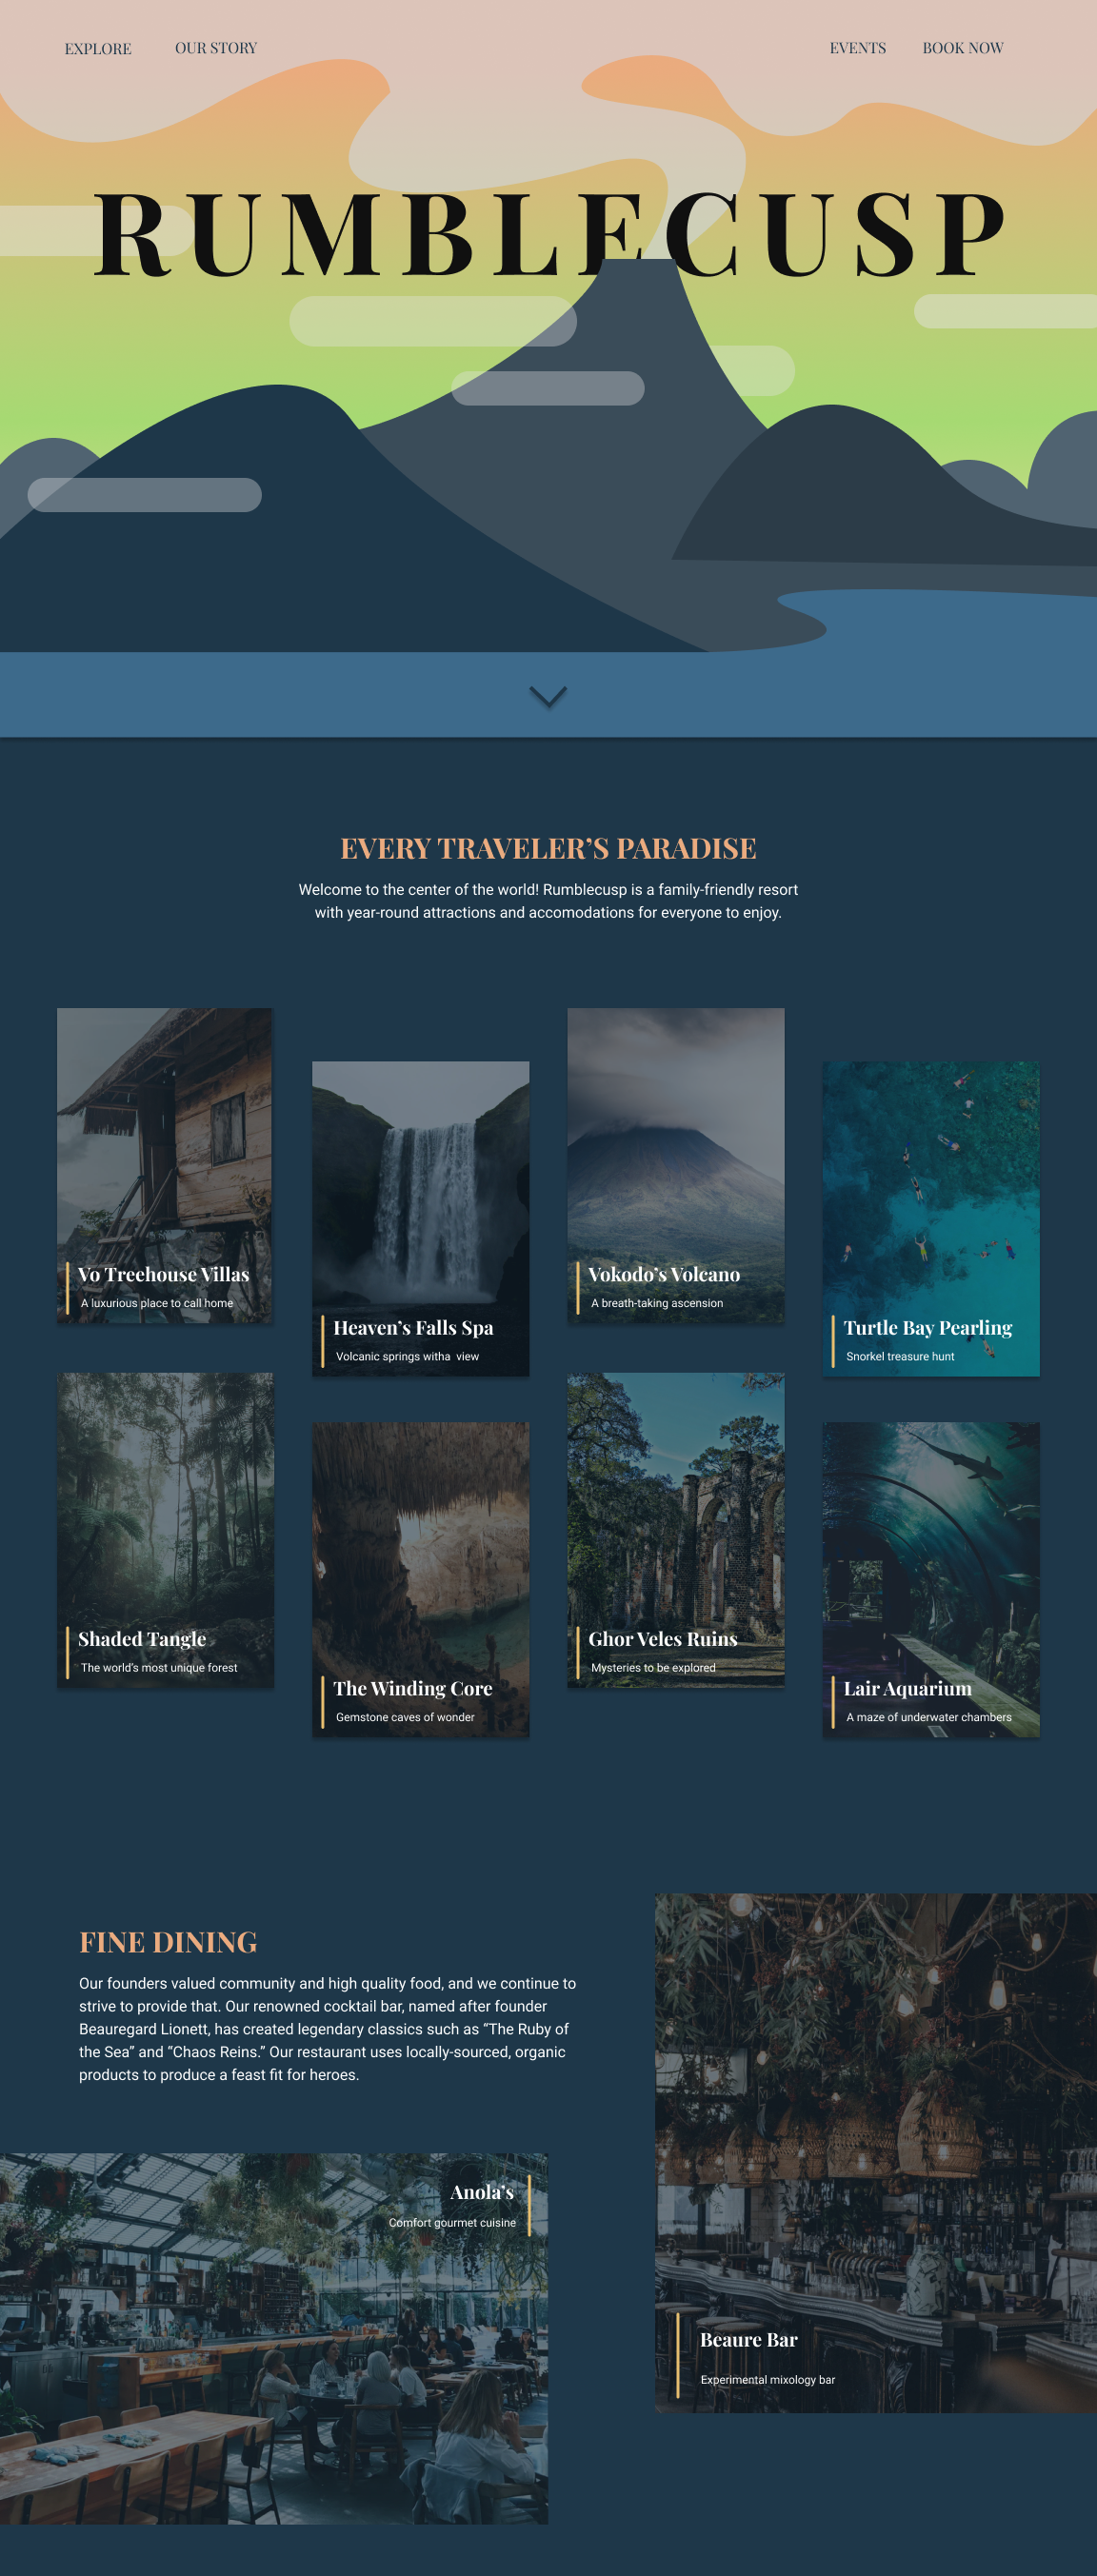 EXPLORE
OUR STORY
EVENTS
BOOK NOW
RUMBLECUSP
EVERY TRAVELER’S PARADISE
Welcome to the center of the world! Rumblecusp is a family-friendly resort
with year-round attractions and accomodations for everyone to enjoy.
Vo Treehouse Villas
A luxurious place to call home
Heaven’s Falls Spa
Volcanic springs witha view
Vokodo’s Volcano
A breath-taking ascension
Turtle Bay Pearling
Snorkel treasure hunt
Shaded Tangle
The world’s most unique forest
The Winding Core
Gemstone caves of wonder
Ghor Veles Ruins
Mysteries to be explored
Lair Aquarium
A maze of underwater chambers
FINE DINING
Our founders valued community and high quality food, and we continue to
strive to provide that. Our renowned cocktail bar, named after founder
Beauregard Lionett, has created legendary classics such as “The Ruby of
the Sea” and “Chaos Reins.” Our restaurant uses locally-sourced, organic
products to produce a feast fit for heroes.
Anola’s
Comfort gourmet cuisine
Beaure Bar
Experimental mixology bar